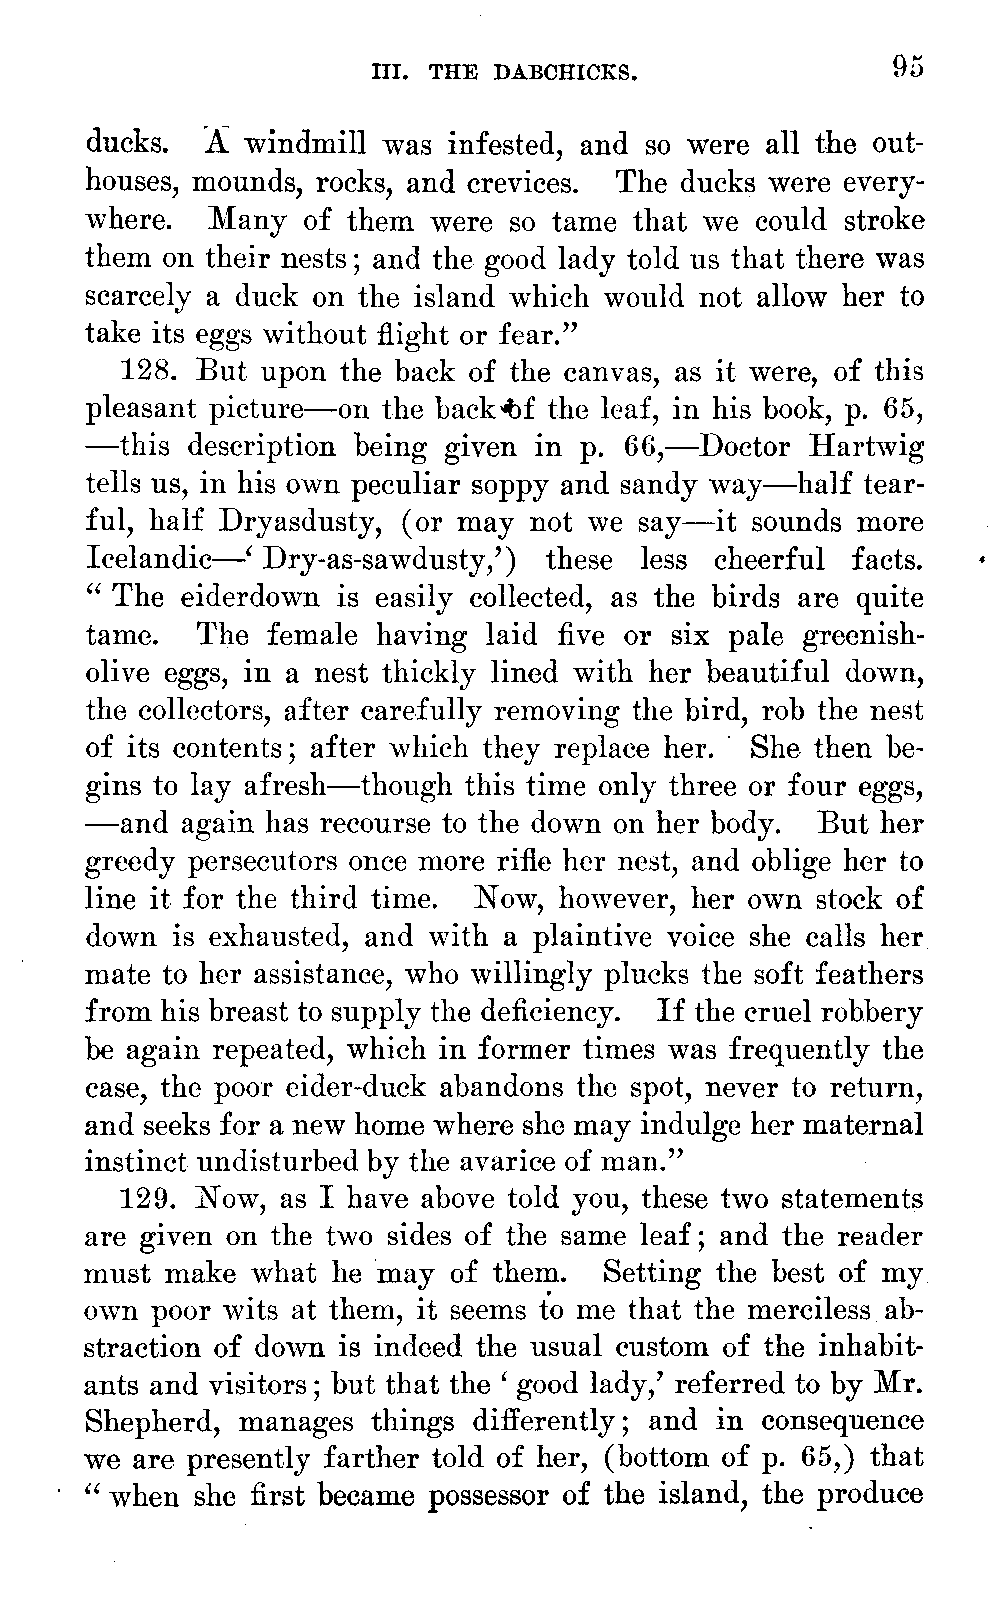 III. THE DABCHICKS. 95
ducks. A windmill was infested, and so were all the out-
houses, mounds, rocks, and crevices. The ducks were every-
where. Many of them were so tame that we could stroke
them on their nests; and the good lady told us that there was
scarcely a duck on the island which would not allow her to
take its eggs without flight or fear.”
128. But upon the back of the canvas, as it were, of this
pleasant picture—on the back of the leaf, in his book, p. 65,
—this description being given in p. 66,—Doctor Hartwig
tells us, in his own peculiar soppy and sandy way—half tear-
ful, half Dryasdusty, (or may not we say—it sounds more
Icelandic—‘Dry-as-sawdusty,’) these less cheerful facts.
“The eiderdown is easily collected, as the birds are quite
tame. The female having laid five or six pale greenish-
olive eggs, in a nest thickly lined with her beautiful down,
the collectors, after carefully removing the bird, rob the nest
of its contents; after which they replace her. She then be-
gins to lay afresh—though this time only three or four eggs,
—and again has recourse to the down on her body. But her
greedy persecutors once more rifle her nest, and oblige her to
line it for the third time. Now, however, her own stock of
down is exhausted, and with a plaintive voice she calls her
mate to her assistance, who willingly plucks the soft feathers
from his breast to supply the deficiency. If the cruel robbery
be again repeated, which in former times was frequently the
case, the poor eider-duck abandons the spot, never to return,
and seeks for a new home where she may indulge her maternal
instinct undisturbed by the avarice of man.”
129. Now, as I have above told you, these two statements
are given on the two sides of the same leaf; and the reader
must make what he may of them. Setting the best of my
own poor wits at them, it seems to me that the merciless ab-
straction of down is indeed the usual custom of the inhabit-
ants and visitors; but that the ‘good lady,’ referred to by Mr.
Shepherd, manages things differently; and in consequence
we are presently farther told of her, (bottom of p. 65,) that
“when she first became possessor of the island, the produce